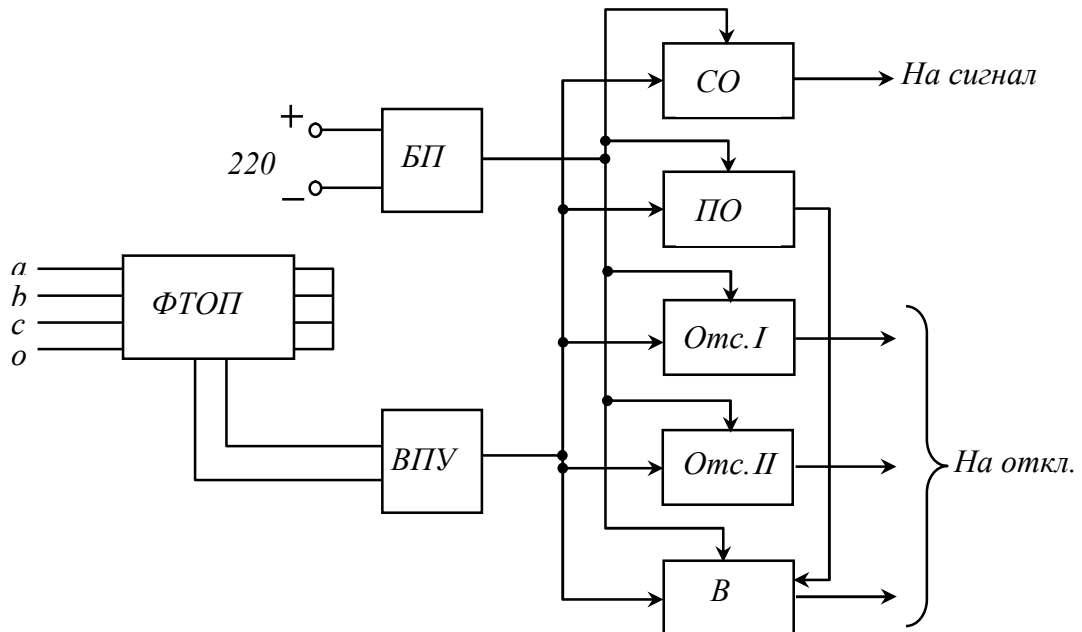 СО
На сигнал
+
220
–
БП
ПО
a
b
c
o
ФТОП
Отс. I
ВПУ
Отс. II
На откл.
В